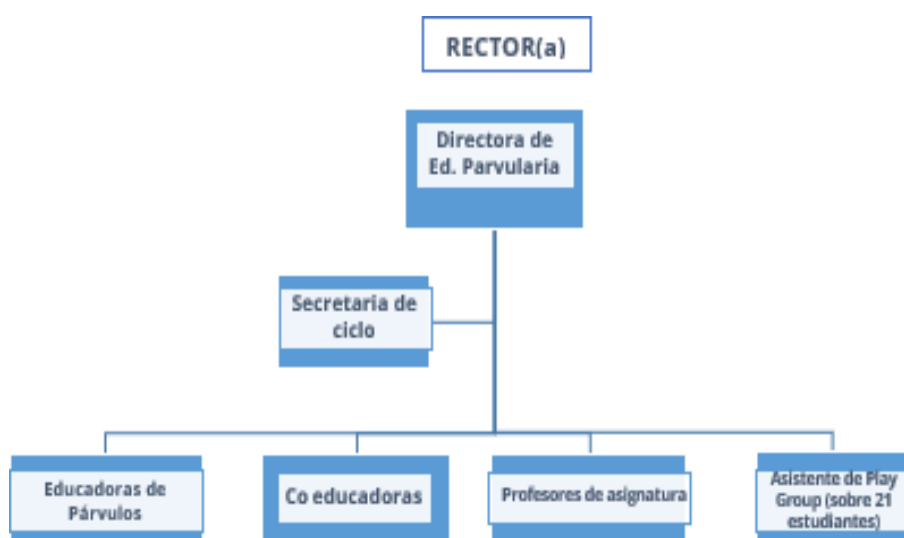 RECTOR(a)
Directora de
Ed. Parvularia
Secretaria de
ciclo
Educadoras de
Párvulos
Co educadoras
Profesores de asignatura
Asistente de Play
Group (sobre 21
estudiantes)